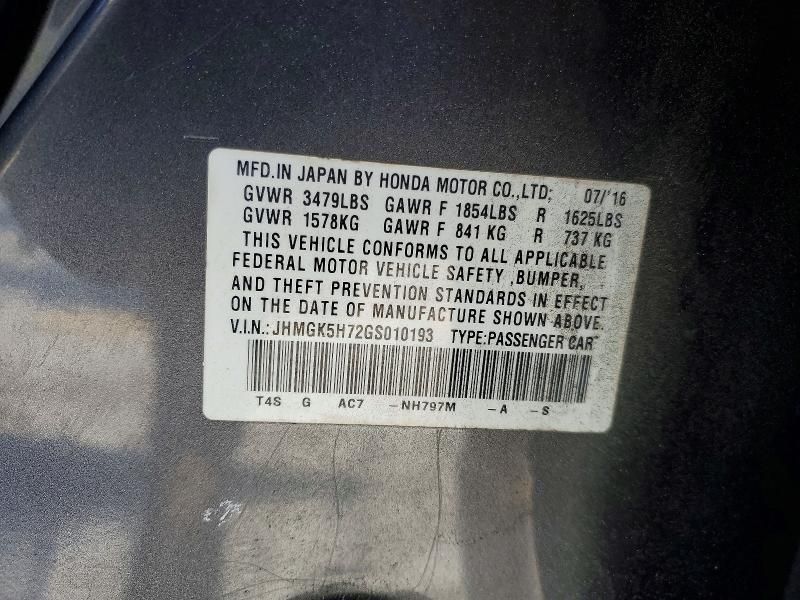 MFD.IN JAPAN BY HONDA MOTOR CO.,LTD; 07/'16
GVWR 3479LBS GAWR F 1854LBS R 1625LBS
GVWR 1578KG GAWR F 841 KG R 737 KG
THIS VEHICLE CONFORMS TO ALL APPLICABLE
FEDERAL MOTOR VEHICLE SAFETY ,BUMPER,
AND THEFT PREVENTION STANDARDS IN EFFECT
ON THE DATE OF MANUFACTURE SHOWN ABOVE.
V.I.N.: JHMGK5H72GS010193 TYPE:PASSENGER CAR
T4S G AC7 -NH797M -A -S